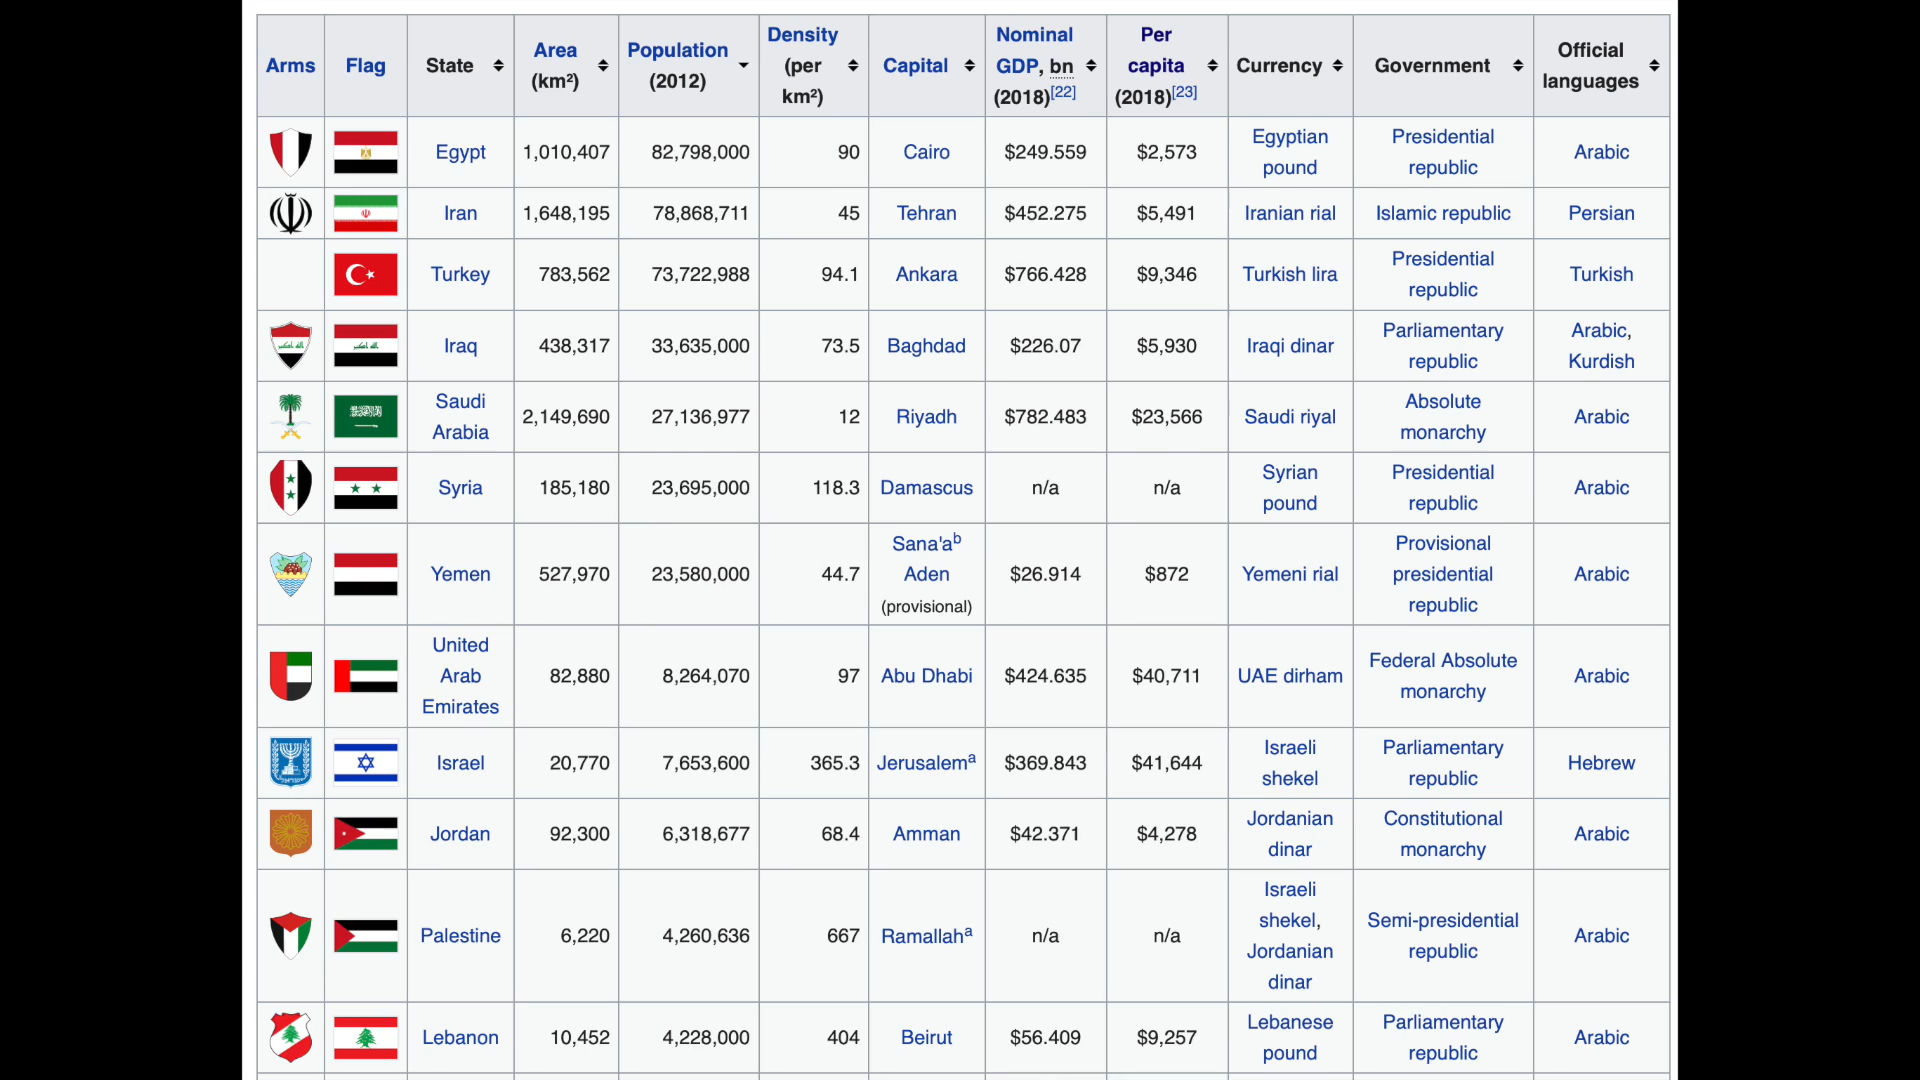 Arms Flag State Area (km²) Population (2012) Density (per km²) Capital Nominal GDP, bn (2018)[22] Per capita (2018)[23] Currency Government Official languages
Egypt 1,010,407 82,798,000 90 Cairo $249.559 $2,573 Egyptian pound Presidential republic Arabic
Iran 1,648,195 78,868,711 45 Tehran $452.275 $5,491 Iranian rial Islamic republic Persian
Turkey 783,562 73,722,988 94.1 Ankara $766.428 $9,346 Turkish lira Presidential republic Turkish
Iraq 438,317 33,635,000 73.5 Baghdad $226.07 $5,930 Iraqi dinar Parliamentary republic Arabic, Kurdish
Saudi Arabia 2,149,690 27,136,977 12 Riyadh $782.483 $23,566 Saudi riyal Absolute monarchy Arabic
Syria 185,180 23,695,000 118.3 Damascus n/a n/a Syrian pound Presidential republic Arabic
Yemen 527,970 23,580,000 44.7 Sana'a<sup>b</sup> Aden (provisional) $26.914 $872 Yemeni rial Provisional presidential republic Arabic
United Arab Emirates 82,880 8,264,070 97 Abu Dhabi $424.635 $40,711 UAE dirham Federal Absolute monarchy Arabic
Israel 20,770 7,653,600 365.3 Jerusalem<sup>a</sup> $369.843 $41,644 Israeli shekel Parliamentary republic Hebrew
Jordan 92,300 6,318,677 68.4 Amman $42.371 $4,278 Jordanian dinar Constitutional monarchy Arabic
Palestine 6,220 4,260,636 667 Ramallah<sup>a</sup> n/a n/a Israeli shekel, Jordanian dinar Semi-presidential republic Arabic
Lebanon 10,452 4,228,000 404 Beirut $56.409 $9,257 Lebanese pound Parliamentary republic Arabic